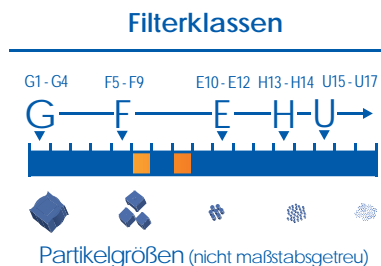 Filterklassen
G1 - G4 F5 - F9 E10 - E12 H13 - H14 U15 - U17
G F E H U
Partikelgrößen (nicht maßstabsgetreu)